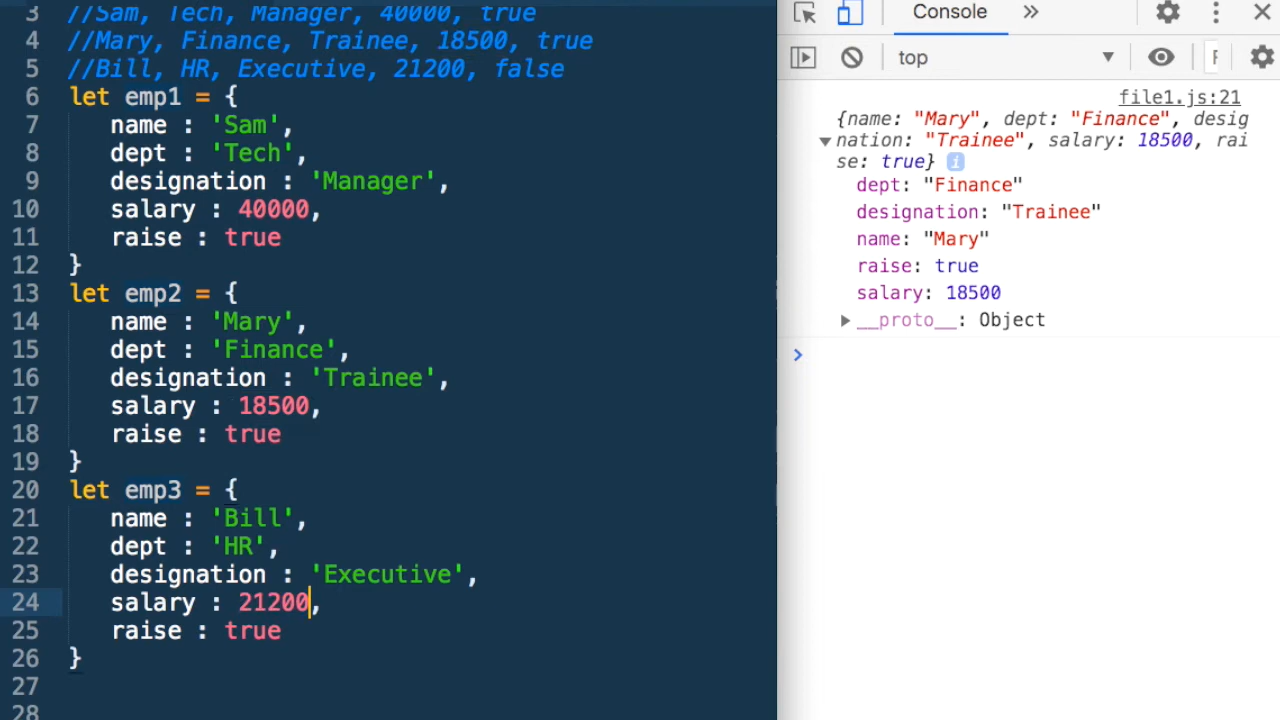 3 //Sam, Tech, Manager, 40000, true
4 //Mary, Finance, Trainee, 18500, true
5 //Bill, HR, Executive, 21200, false
6 let emp1 = {
7 name : 'Sam',
8 dept : 'Tech',
9 designation : 'Manager',
10 salary : 40000,
11 raise : true
12 }
13 let emp2 = {
14 name : 'Mary',
15 dept : 'Finance',
16 designation : 'Trainee',
17 salary : 18500,
18 raise : true
19 }
20 let emp3 = {
21 name : 'Bill',
22 dept : 'HR',
23 designation : 'Executive',
24 salary : 21200,
25 raise : true
26 }
27
28
Console »
top
file1.js:21
{name: "Mary", dept: "Finance", desig
nation: "Trainee", salary: 18500, rai
se: true} i
dept: "Finance"
designation: "Trainee"
name: "Mary"
raise: true
salary: 18500
__proto__: Object